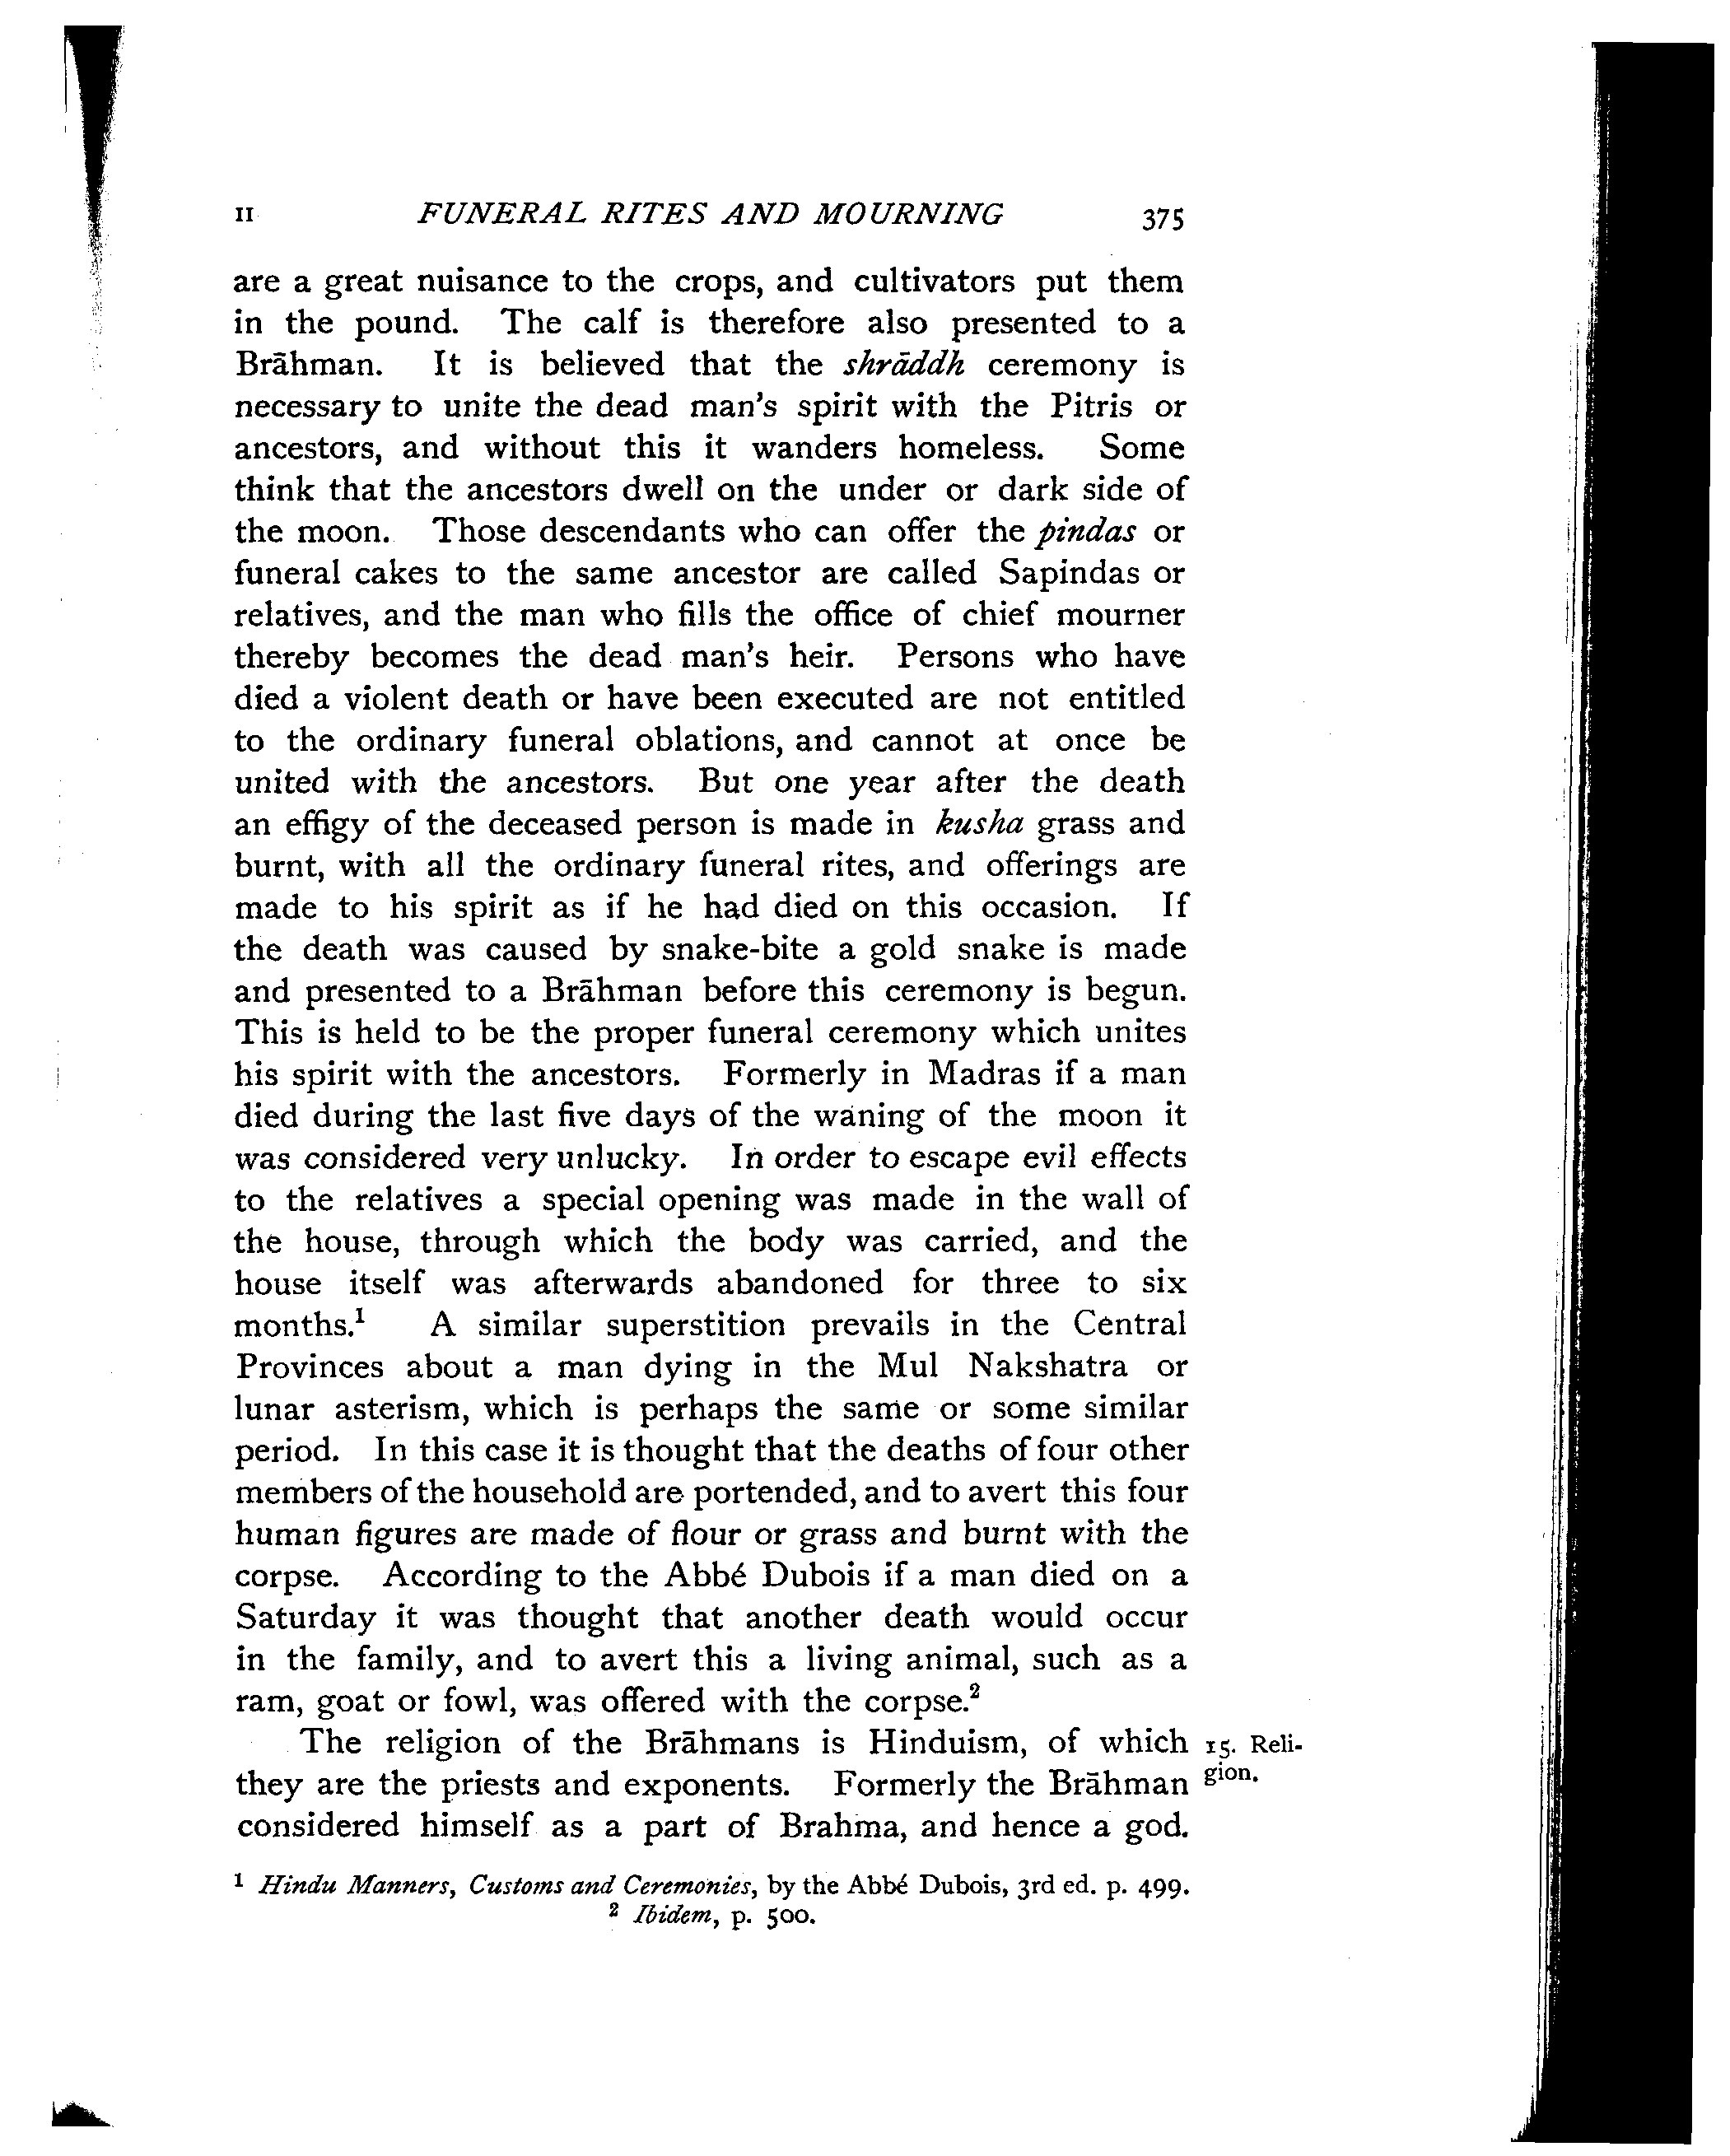 II FUNERAL RITES AND MOURNING 375
are a great nuisance to the crops, and cultivators put them
in the pound. The calf is therefore also presented to a
Brāhman. It is believed that the shrāddh ceremony is
necessary to unite the dead man's spirit with the Pitris or
ancestors, and without this it wanders homeless. Some
think that the ancestors dwell on the under or dark side of
the moon. Those descendants who can offer the pindas or
funeral cakes to the same ancestor are called Sapindas or
relatives, and the man who fills the office of chief mourner
thereby becomes the dead man's heir. Persons who have
died a violent death or have been executed are not entitled
to the ordinary funeral oblations, and cannot at once be
united with the ancestors. But one year after the death
an effigy of the deceased person is made in kusha grass and
burnt, with all the ordinary funeral rites, and offerings are
made to his spirit as if he had died on this occasion. If
the death was caused by snake-bite a gold snake is made
and presented to a Brāhman before this ceremony is begun.
This is held to be the proper funeral ceremony which unites
his spirit with the ancestors. Formerly in Madras if a man
died during the last five days of the waning of the moon it
was considered very unlucky. In order to escape evil effects
to the relatives a special opening was made in the wall of
the house, through which the body was carried, and the
house itself was afterwards abandoned for three to six
months.¹ A similar superstition prevails in the Central
Provinces about a man dying in the Mul Nakshatra or
lunar asterism, which is perhaps the same or some similar
period. In this case it is thought that the deaths of four other
members of the household are portended, and to avert this four
human figures are made of flour or grass and burnt with the
corpse. According to the Abbé Dubois if a man died on a
Saturday it was thought that another death would occur
in the family, and to avert this a living animal, such as a
ram, goat or fowl, was offered with the corpse.²
The religion of the Brāhmans is Hinduism, of which 15. Reli-
they are the priests and exponents. Formerly the Brāhman gion.
considered himself as a part of Brahma, and hence a god.
¹ Hindu Manners, Customs and Ceremonies, by the Abbé Dubois, 3rd ed. p. 499.
² Ibidem, p. 500.